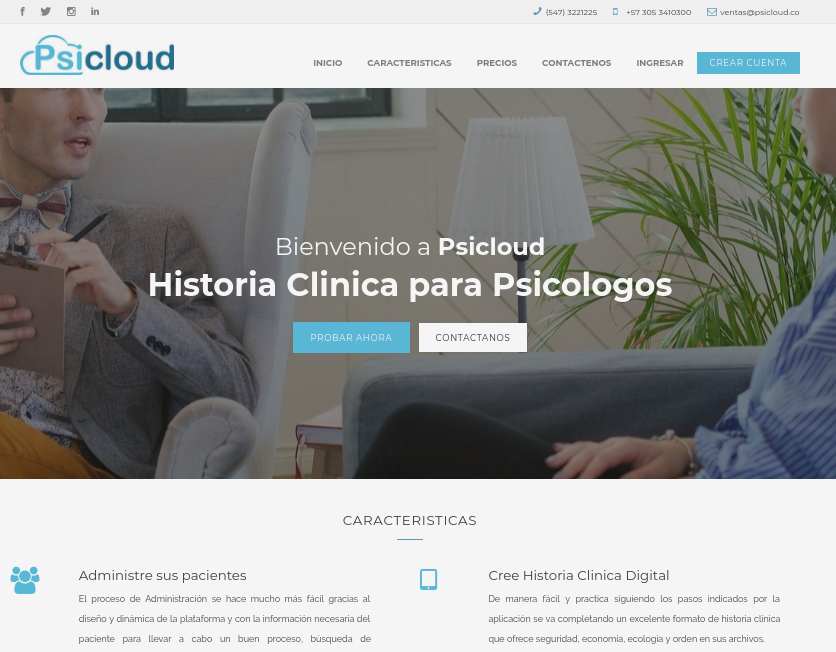 (547) 3221225 +57 305 3410300 ventas@psicloud.co
Psicloud
INICIO CARACTERISTICAS PRECIOS CONTACTENOS INGRESAR CREAR CUENTA
Bienvenido a Psicloud
Historia Clinica para Psicologos
PROBAR AHORA CONTACTANOS
CARACTERISTICAS
Administre sus pacientes
El proceso de Administración se hace mucho más fácil gracias al
diseño y dinámica de la plataforma y con la información necesaria del
paciente para llevar a cabo un buen proceso, búsqueda de
Cree Historia Clinica Digital
De manera fácil y practica siguiendo los pasos indicados por la
aplicación se va completando un excelente formato de historia clínica
que ofrece seguridad, economía, ecología y orden en sus archivos.